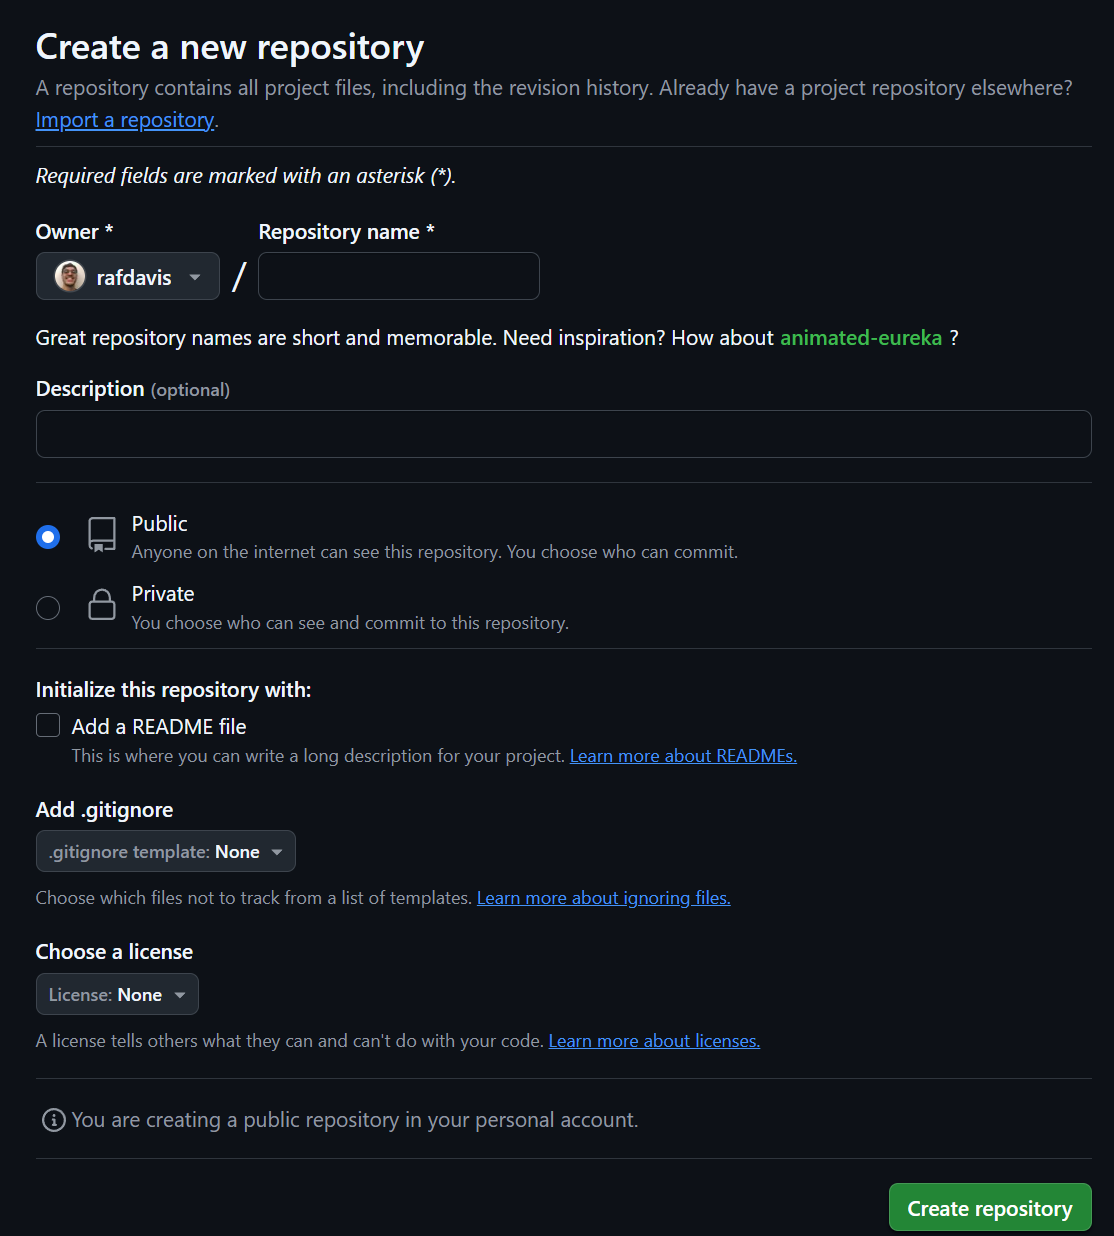 Create a new repository
A repository contains all project files, including the revision history. Already have a project repository elsewhere?
Import a repository.
Required fields are marked with an asterisk (*).
Owner *
Repository name *
rafdavis
/
Great repository names are short and memorable. Need inspiration? How about animated-eureka ?
Description (optional)
Public
Anyone on the internet can see this repository. You choose who can commit.
Private
You choose who can see and commit to this repository.
Initialize this repository with:
Add a README file
This is where you can write a long description for your project. Learn more about READMEs.
Add .gitignore
.gitignore template: None
Choose which files not to track from a list of templates. Learn more about ignoring files.
Choose a license
License: None
A license tells others what they can and can't do with your code. Learn more about licenses.
You are creating a public repository in your personal account.
Create repository